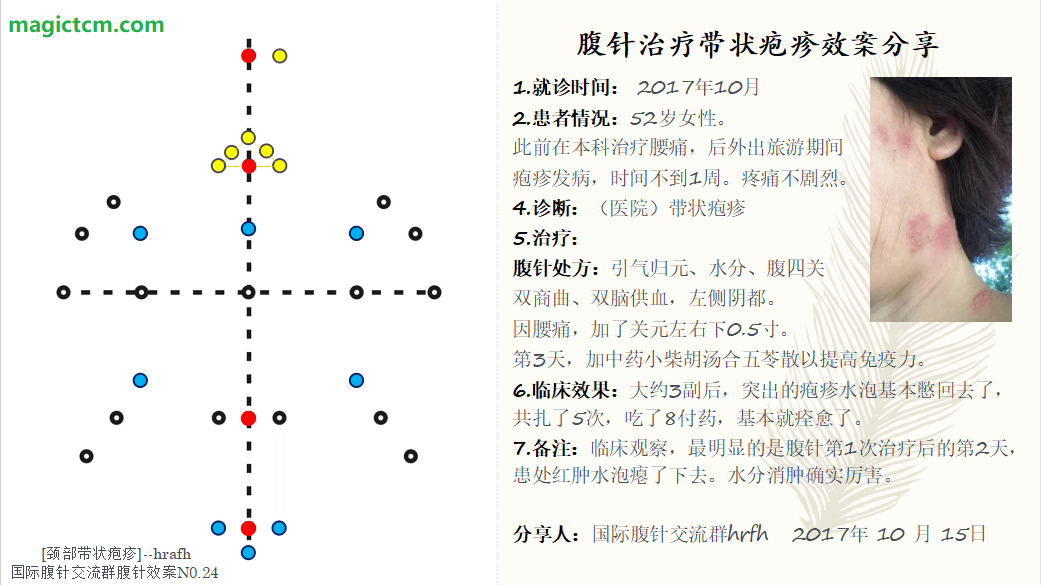 magictcm.com
[颈部带状疱疹]--hrafh
国际腹针交流群腹针效案N0.24
腹针治疗带状疱疹效案分享
1.就诊时间： 2017年10月
2.患者情况：52岁女性。
此前在本科治疗腰痛，后外出旅游期间
疱疹发病，时间不到1周。疼痛不剧烈。
4.诊断：（医院）带状疱疹
5.治疗：
腹针处方：引气归元、水分、腹四关
双商曲、双脑供血，左侧阴都。
因腰痛，加了关元左右下0.5寸。
第3天，加中药小柴胡汤合五苓散以提高免疫力。
6.临床效果：大约3副后，突出的疱疹水泡基本憋回去了，
共扎了5次，吃了8付药，基本就痊愈了。
7.备注：临床观察，最明显的是腹针第1次治疗后的第2天，
患处红肿水泡瘪了下去。水分消肿确实厉害。
分享人：国际腹针交流群hrfh 2017年 10 月 15日